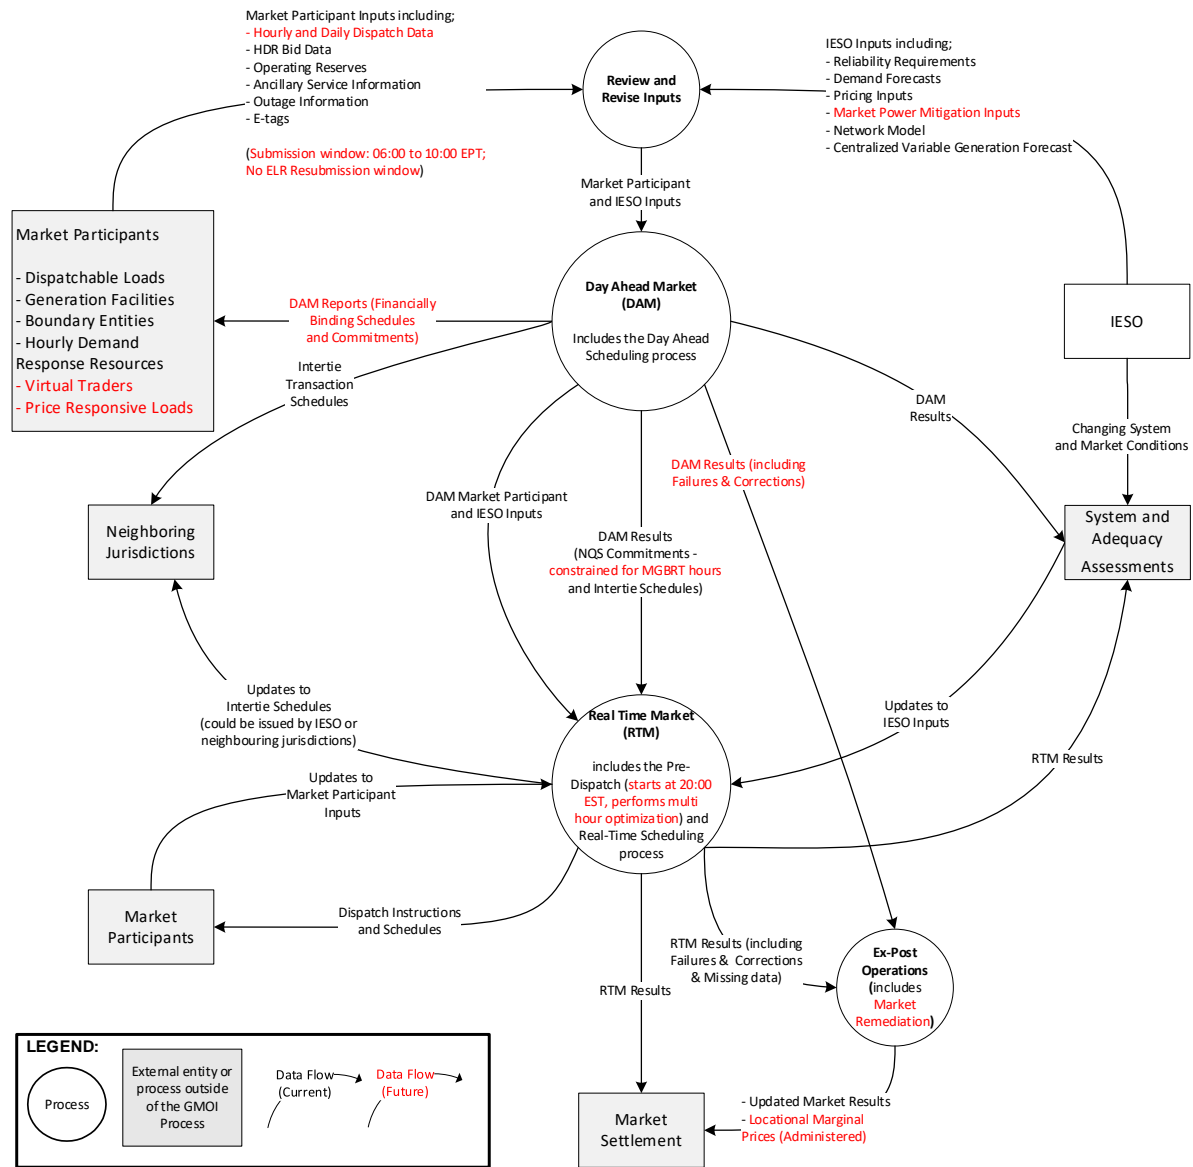 Market Participant Inputs including;
- Hourly and Daily Dispatch Data
- HDR Bid Data
- Operating Reserves
- Ancillary Service Information
- Outage Information
- E-tags
(Submission window: 06:00 to 10:00 EPT;
No ELR Resubmission window)
Review and
Revise Inputs
IESO Inputs including;
- Reliability Requirements
- Demand Forecasts
- Pricing Inputs
- Market Power Mitigation Inputs
- Network Model
- Centralized Variable Generation Forecast
Market Participant
and IESO Inputs
Market Participants
- Dispatchable Loads
- Generation Facilities
- Boundary Entities
- Hourly Demand
Response Resources
- Virtual Traders
- Price Responsive Loads
DAM Reports (Financially
Binding Schedules
and Commitments)
Day Ahead Market
(DAM)
Includes the Day Ahead
Scheduling process
IESO
Intertie
Transaction
Schedules
DAM
Results
Changing System
and Market Conditions
DAM Results (including
Failures & Corrections)
DAM Market Participant
and IESO Inputs
Neighboring
Jurisdictions
DAM Results
(NQS Commitments -
constrained for MGBRT hours
and Intertie Schedules)
System and
Adequacy
Assessments
Updates to
Intertie Schedules
(could be issued by IESO or
neighbouring jurisdictions)
Real Time Market
(RTM)
includes the Pre-
Dispatch (starts at 20:00
EST, performs multi
hour optimization) and
Real-Time Scheduling
process
Updates to
IESO Inputs
RTM Results
Updates to
Market Participant
Inputs
Market
Participants
Dispatch Instructions
and Schedules
RTM Results (including
Failures & Corrections
& Missing data)
RTM Results
Ex-Post
Operations
(includes
Market
Remediation)
LEGEND:
Process
External entity or
process outside
of the GMOI
Process
Data Flow
(Current)
Data Flow
(Future)
Market
Settlement
- Updated Market Results
- Locational Marginal
Prices (Administered)